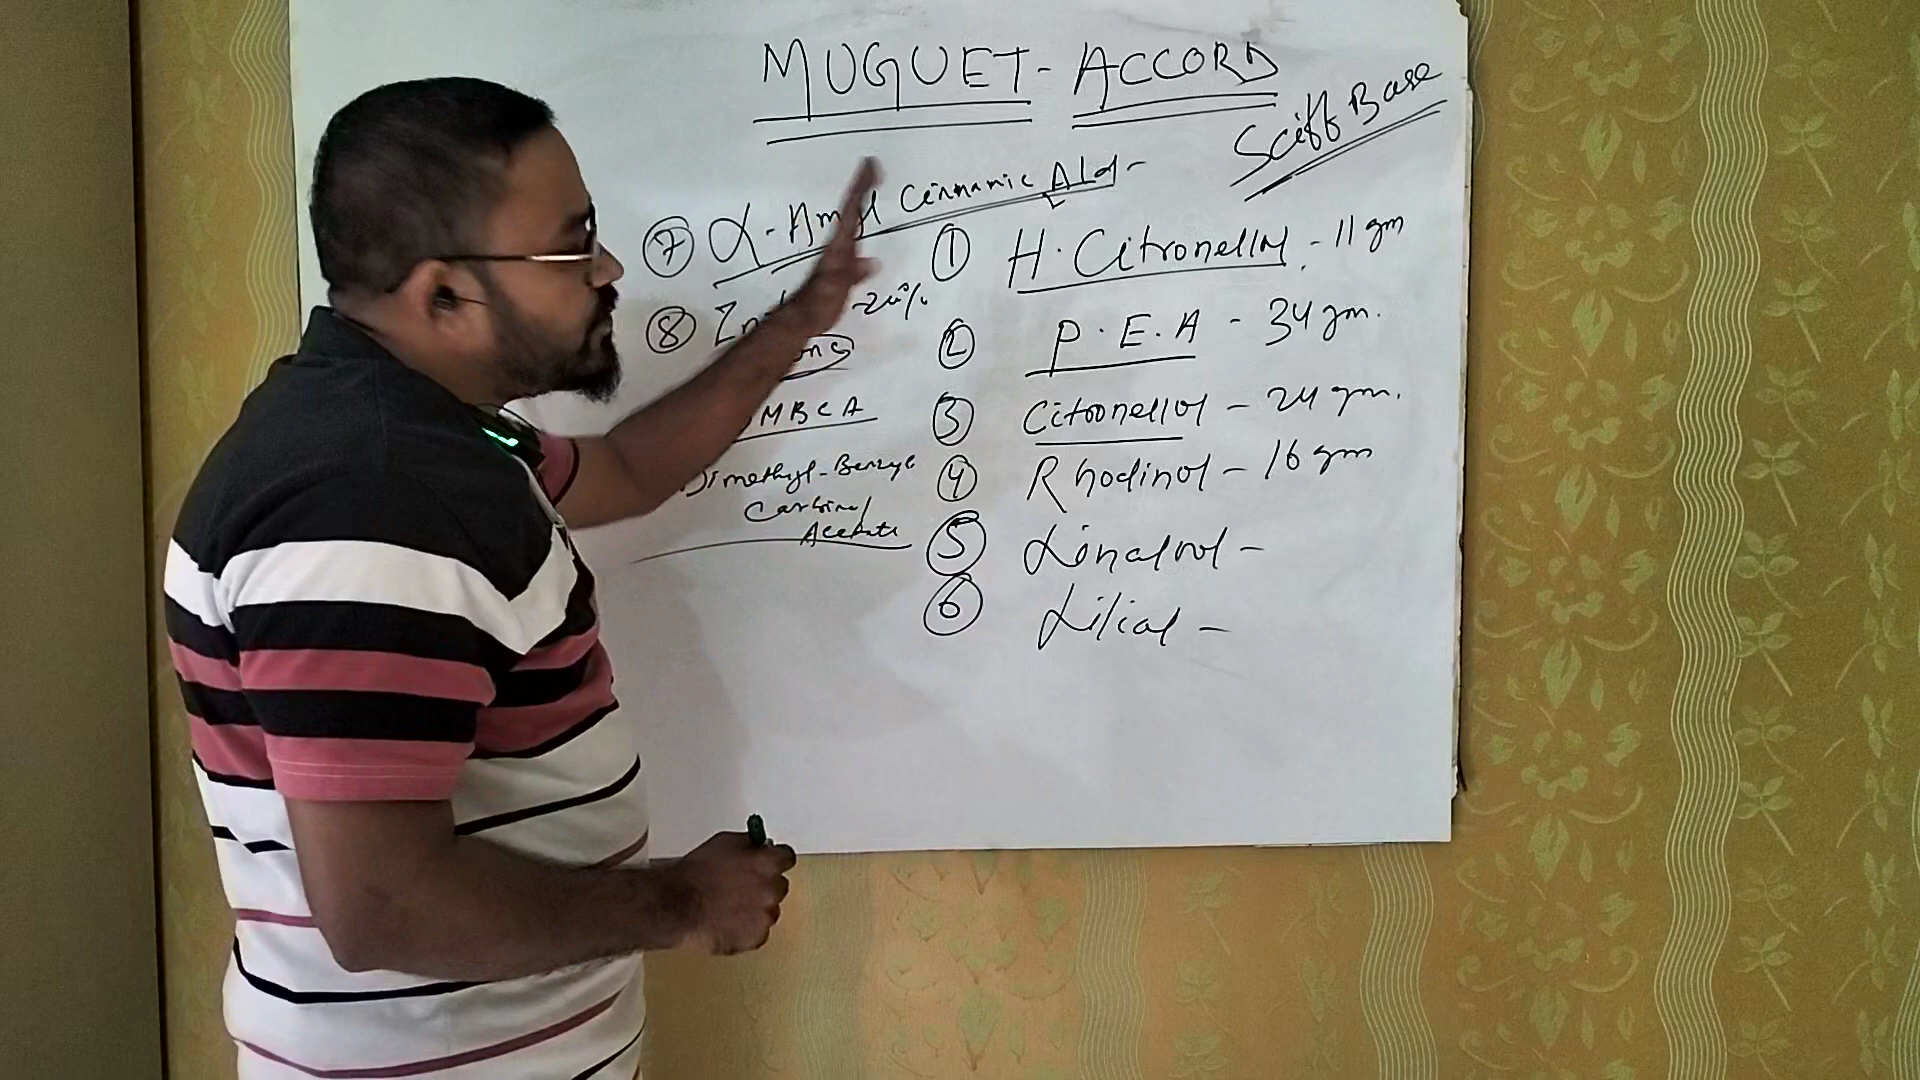 MUGUET-ACCORD
Sciff Base
⑦ α-Amyl Cinnamic Ald-
① H.Citronellal - 11 gm
⑧ -20%
② P.E.A - 34 gm.
MBCA
③ Citronellol - 24 gm.
Dimethyl-Benzyl
Carbinol
Acetate
④ Rhodinol - 16 gm
⑤ Linalool -
⑥ Lilial -